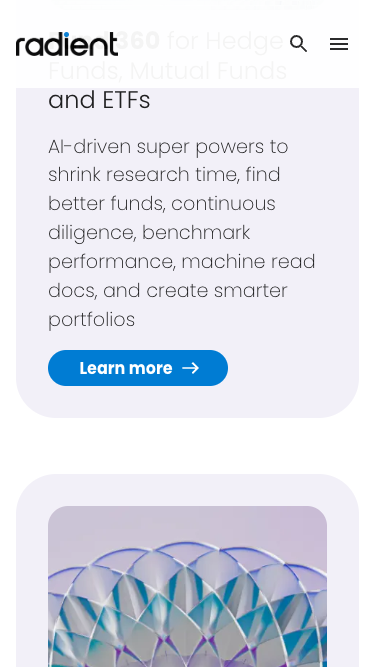 radient
360 for Hedge
Funds, Mutual Funds
and ETFs
AI-driven super powers to
shrink research time, find
better funds, continuous
diligence, benchmark
performance, machine read
docs, and create smarter
portfolios
Learn more